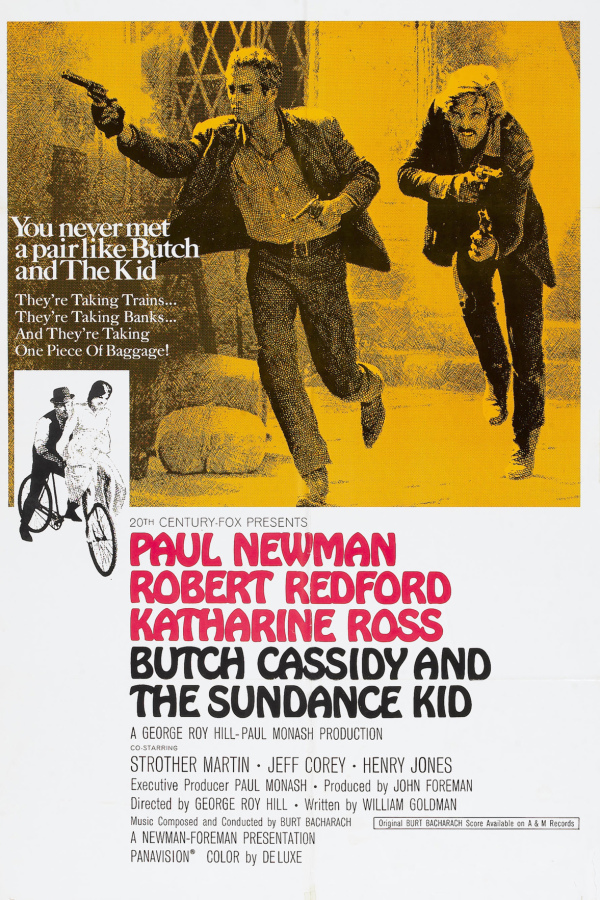 You never met
a pair like Butch
and The Kid
They're Taking Trains...
They're Taking Banks...
And They're Taking
One Piece Of Baggage!
20TH CENTURY-FOX PRESENTS
PAUL NEWMAN
ROBERT REDFORD
KATHARINE ROSS
BUTCH CASSIDY AND
THE SUNDANCE KID
A GEORGE ROY HILL-PAUL MONASH PRODUCTION
CO-STARRING
STROTHER MARTIN · JEFF COREY · HENRY JONES
Executive Producer PAUL MONASH · Produced by JOHN FOREMAN
Directed by GEORGE ROY HILL · Written by WILLIAM GOLDMAN
Music Composed and Conducted by BURT BACHARACH
Original BURT BACHARACH Score Available on A & M Records
A NEWMAN-FOREMAN PRESENTATION
PANAVISION® COLOR by DELUXE